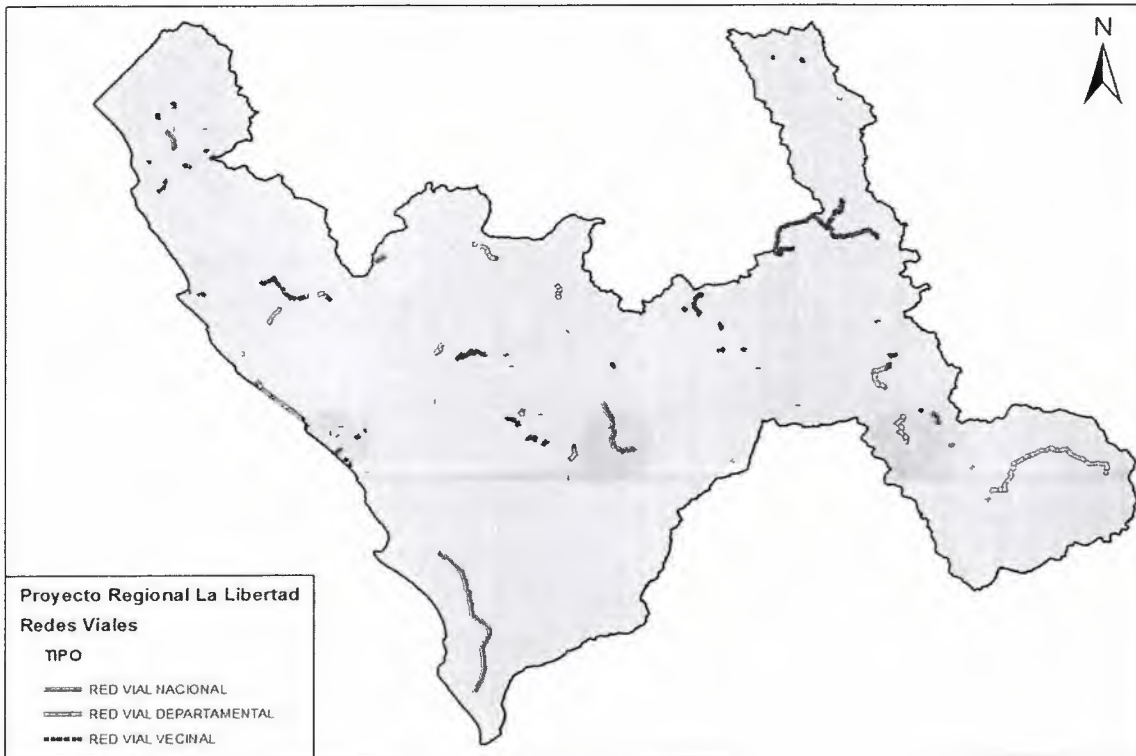 N
Proyecto Regional La Libertad
Redes Viales
TIPO
RED VIAL NACIONAL
RED VIAL DEPARTAMENTAL
RED VIAL VECINAL